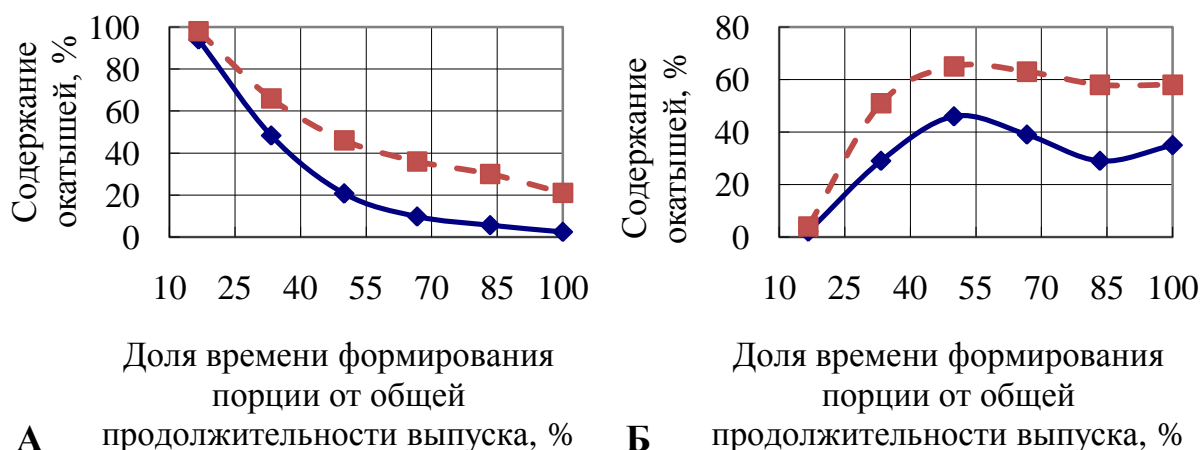 Содержание
окатышей, %
100
80
60
40
20
0
10 25 40 55 70 85 100
Доля времени формирования
порции от общей
продолжительности выпуска, %
А
Содержание
окатышей, %
80
60
40
20
0
10 25 40 55 70 85 100
Доля времени формирования
порции от общей
продолжительности выпуска, %
Б